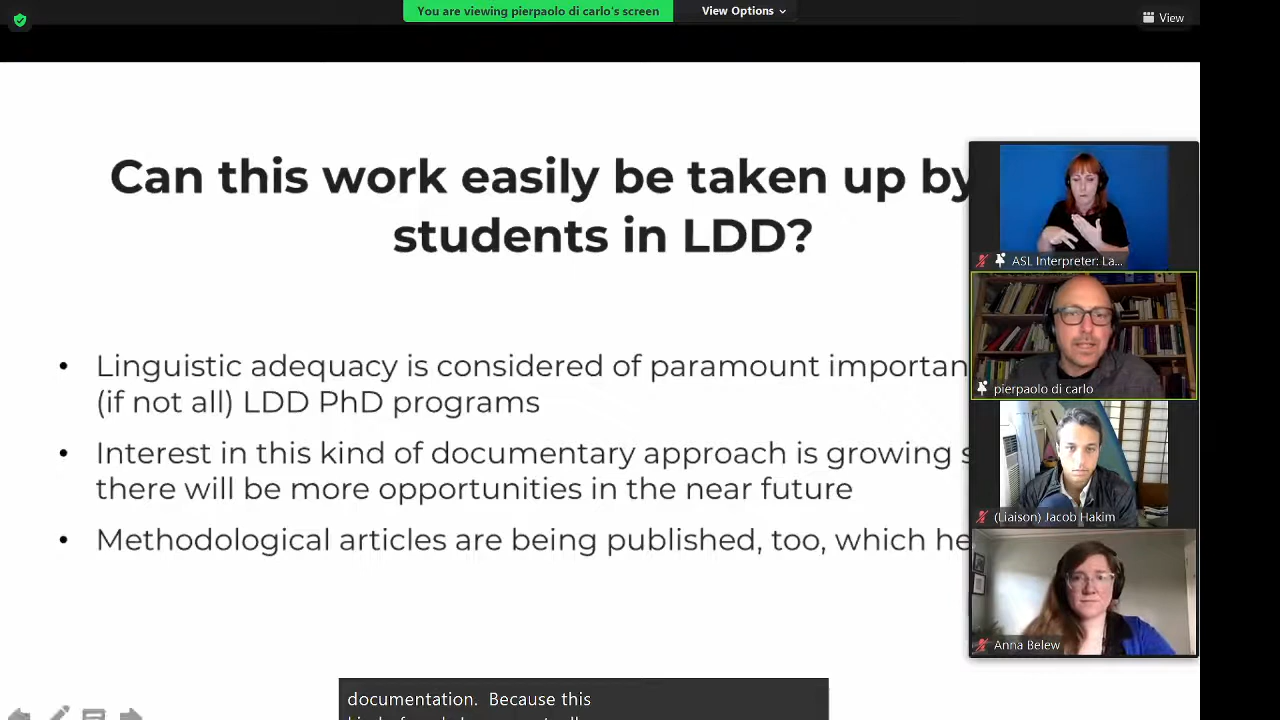 You are viewing pierpaolo di carlo's screen
View Options
View
Can this work easily be taken up by
students in LDD?
ASL Interpreter: La...
pierpaolo di carlo
• Linguistic adequacy is considered of paramount
(if not all) LDD PhD programs
• Interest in this kind of documentary approach is growing
there will be more opportunities in the near future
(Liaison) Jacob Hakim
• Methodological articles are being published, too, which
Anna Belew
documentation. Because this